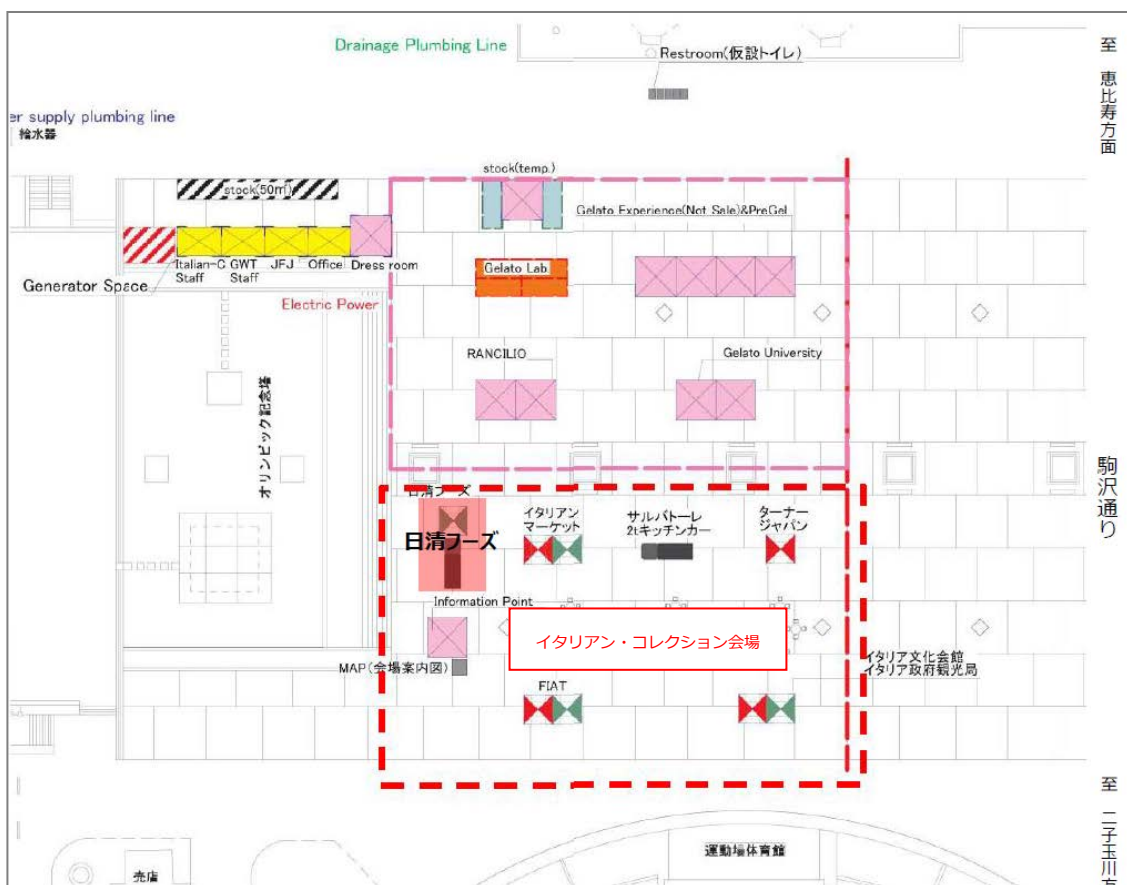 Drainage Plumbing Line
Restroom(仮設トイレ)
至 恵比寿方面
er supply plumbing line
給水器
stock(temp.)
stock(50㎡)
Gelato Experience(Not Sale)&PreGel
Italian-C
Staff
GWT
Staff
JFJ
Office
Dress room
Gelato Lab
Generator Space
Electric Power
RANCILIO
Gelato University
オリンピック記念塔
駒沢通り
日清フーズ
日清フーズ
イタリアン
マーケット
サルバトーレ
2tキッチンカー
ターナー
ジャパン
Information Point
イタリアン・コレクション会場
MAP(会場案内図)
イタリア文化会館
イタリア政府観光局
FIAT
至 二子玉川方
運動場体育館
売店